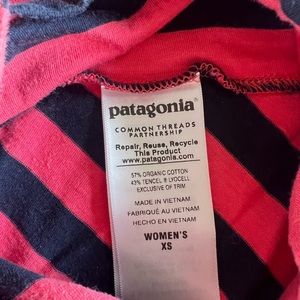 patagonia
COMMON THREADS
PARTNERSHIP
Repair, Reuse, Recycle
This Product
www.patagonia.com
57% ORGANIC COTTON
43% TENCEL ® LYOCELL
EXCLUSIVE OF TRIM
MADE IN VIETNAM
FABRIQUÉ AU VIETNAM
HECHO EN VIETNAM
WOMEN'S
XS